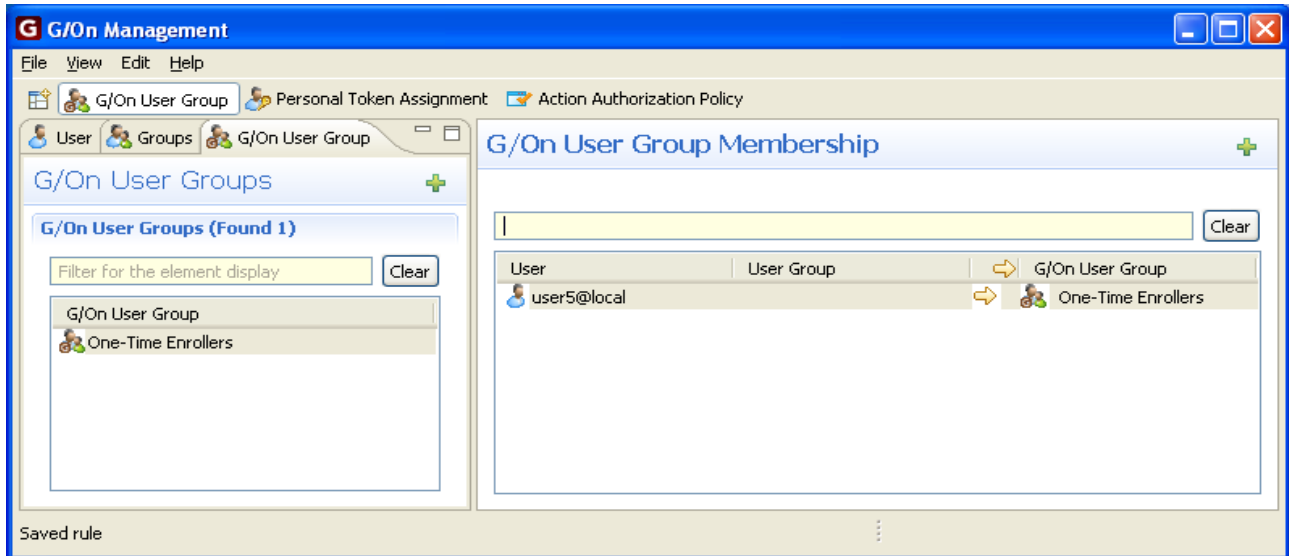 G G/On Management
File View Edit Help
G/On User Group Personal Token Assignment Action Authorization Policy
User Groups G/On User Group
G/On User Groups
G/On User Groups (Found 1)
Filter for the element display Clear
G/On User Group
One-Time Enrollers
G/On User Group Membership
Clear
User User Group G/On User Group
user5@local One-Time Enrollers
Saved rule